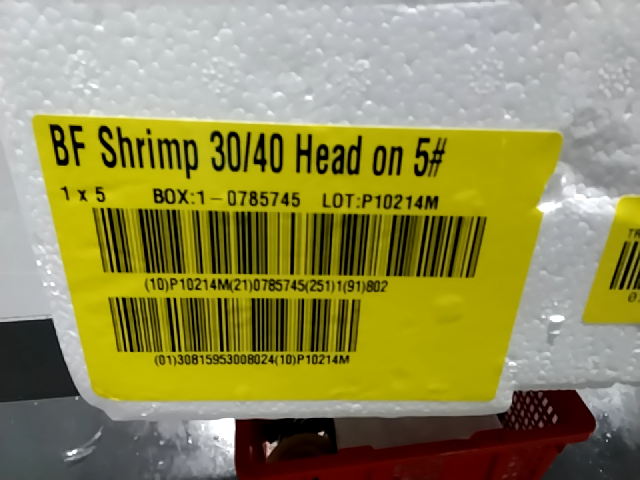 BF Shrimp 30/40 Head on 5#
1 x 5 BOX:1-0785745 LOT:P10214M
(10)P10214M(21)0785745(251)1(91)802
(01)30815953008024(10)P10214M
TR